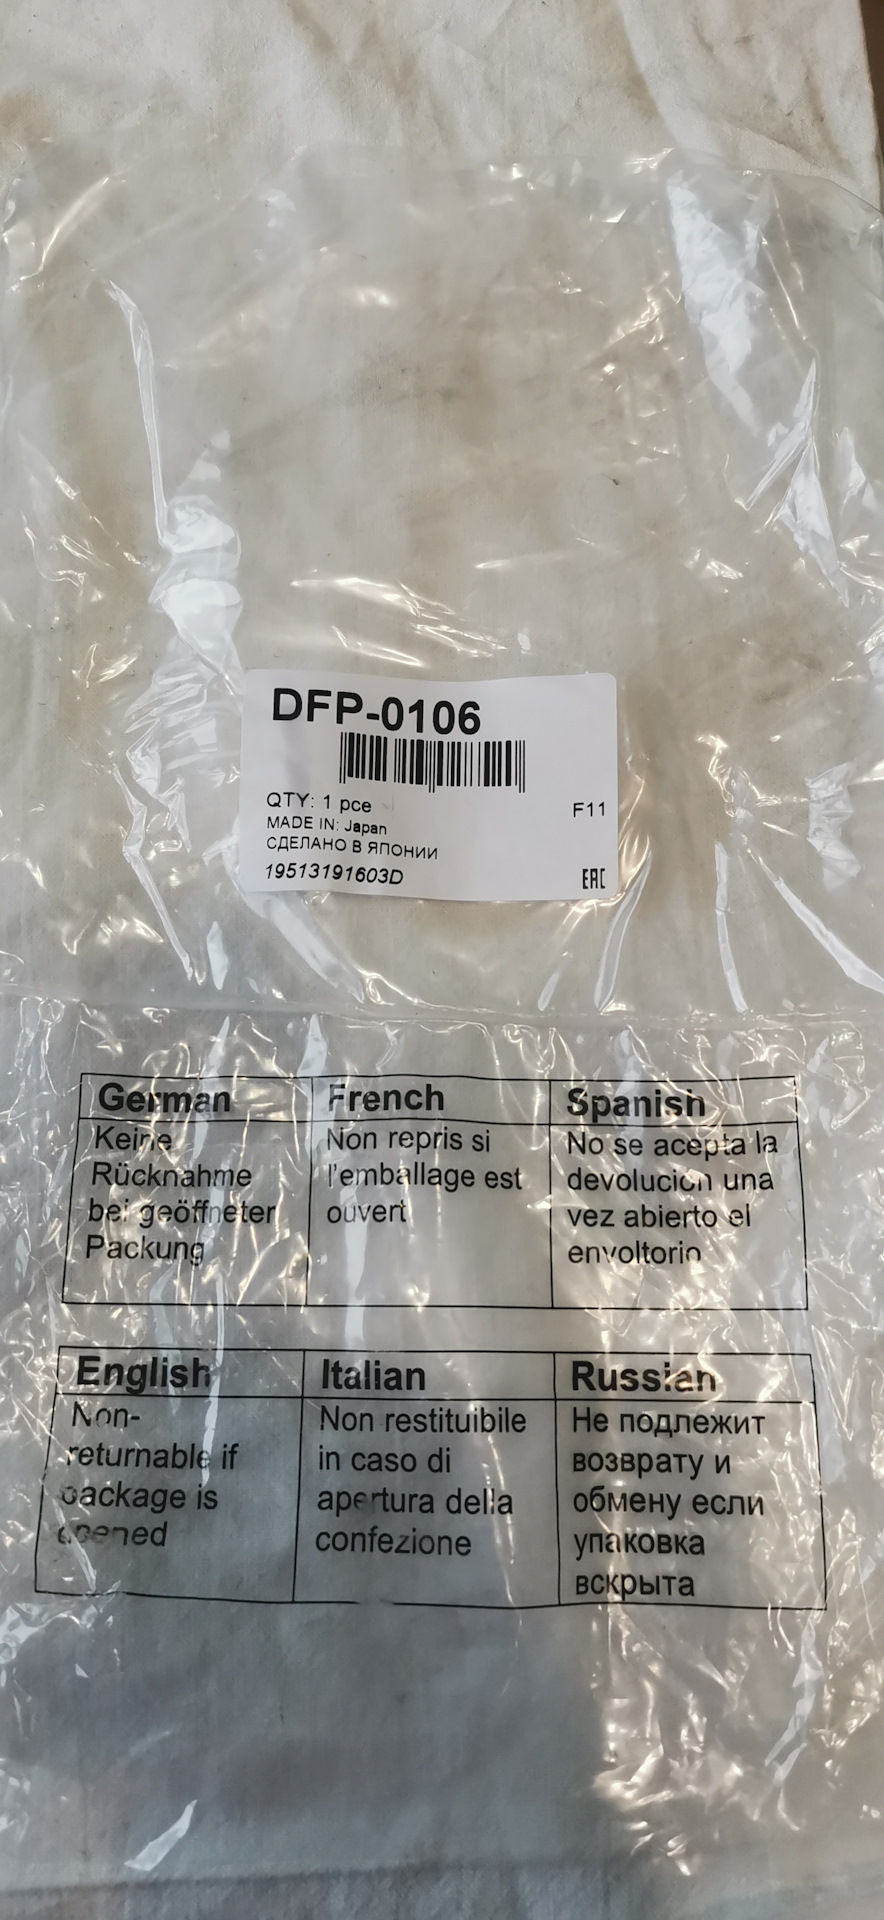 DFP-0106
QTY: 1 pce
F11
MADE IN: Japan
СДЕЛАНО В ЯПОНИИ
19513191603D
EAC
German
Keine
Rücknahme
bei geöffneter
Packung
French
Non repris si
l'emballage est
ouvert
Spanish
No se acepta la
devolución una
vez abierto el
envoltorio
English
Non-
returnable if
package is
opened
Italian
Non restituibile
in caso di
apertura della
confezione
Russian
Не подлежит
возврату и
обмену если
упаковка
вскрыта